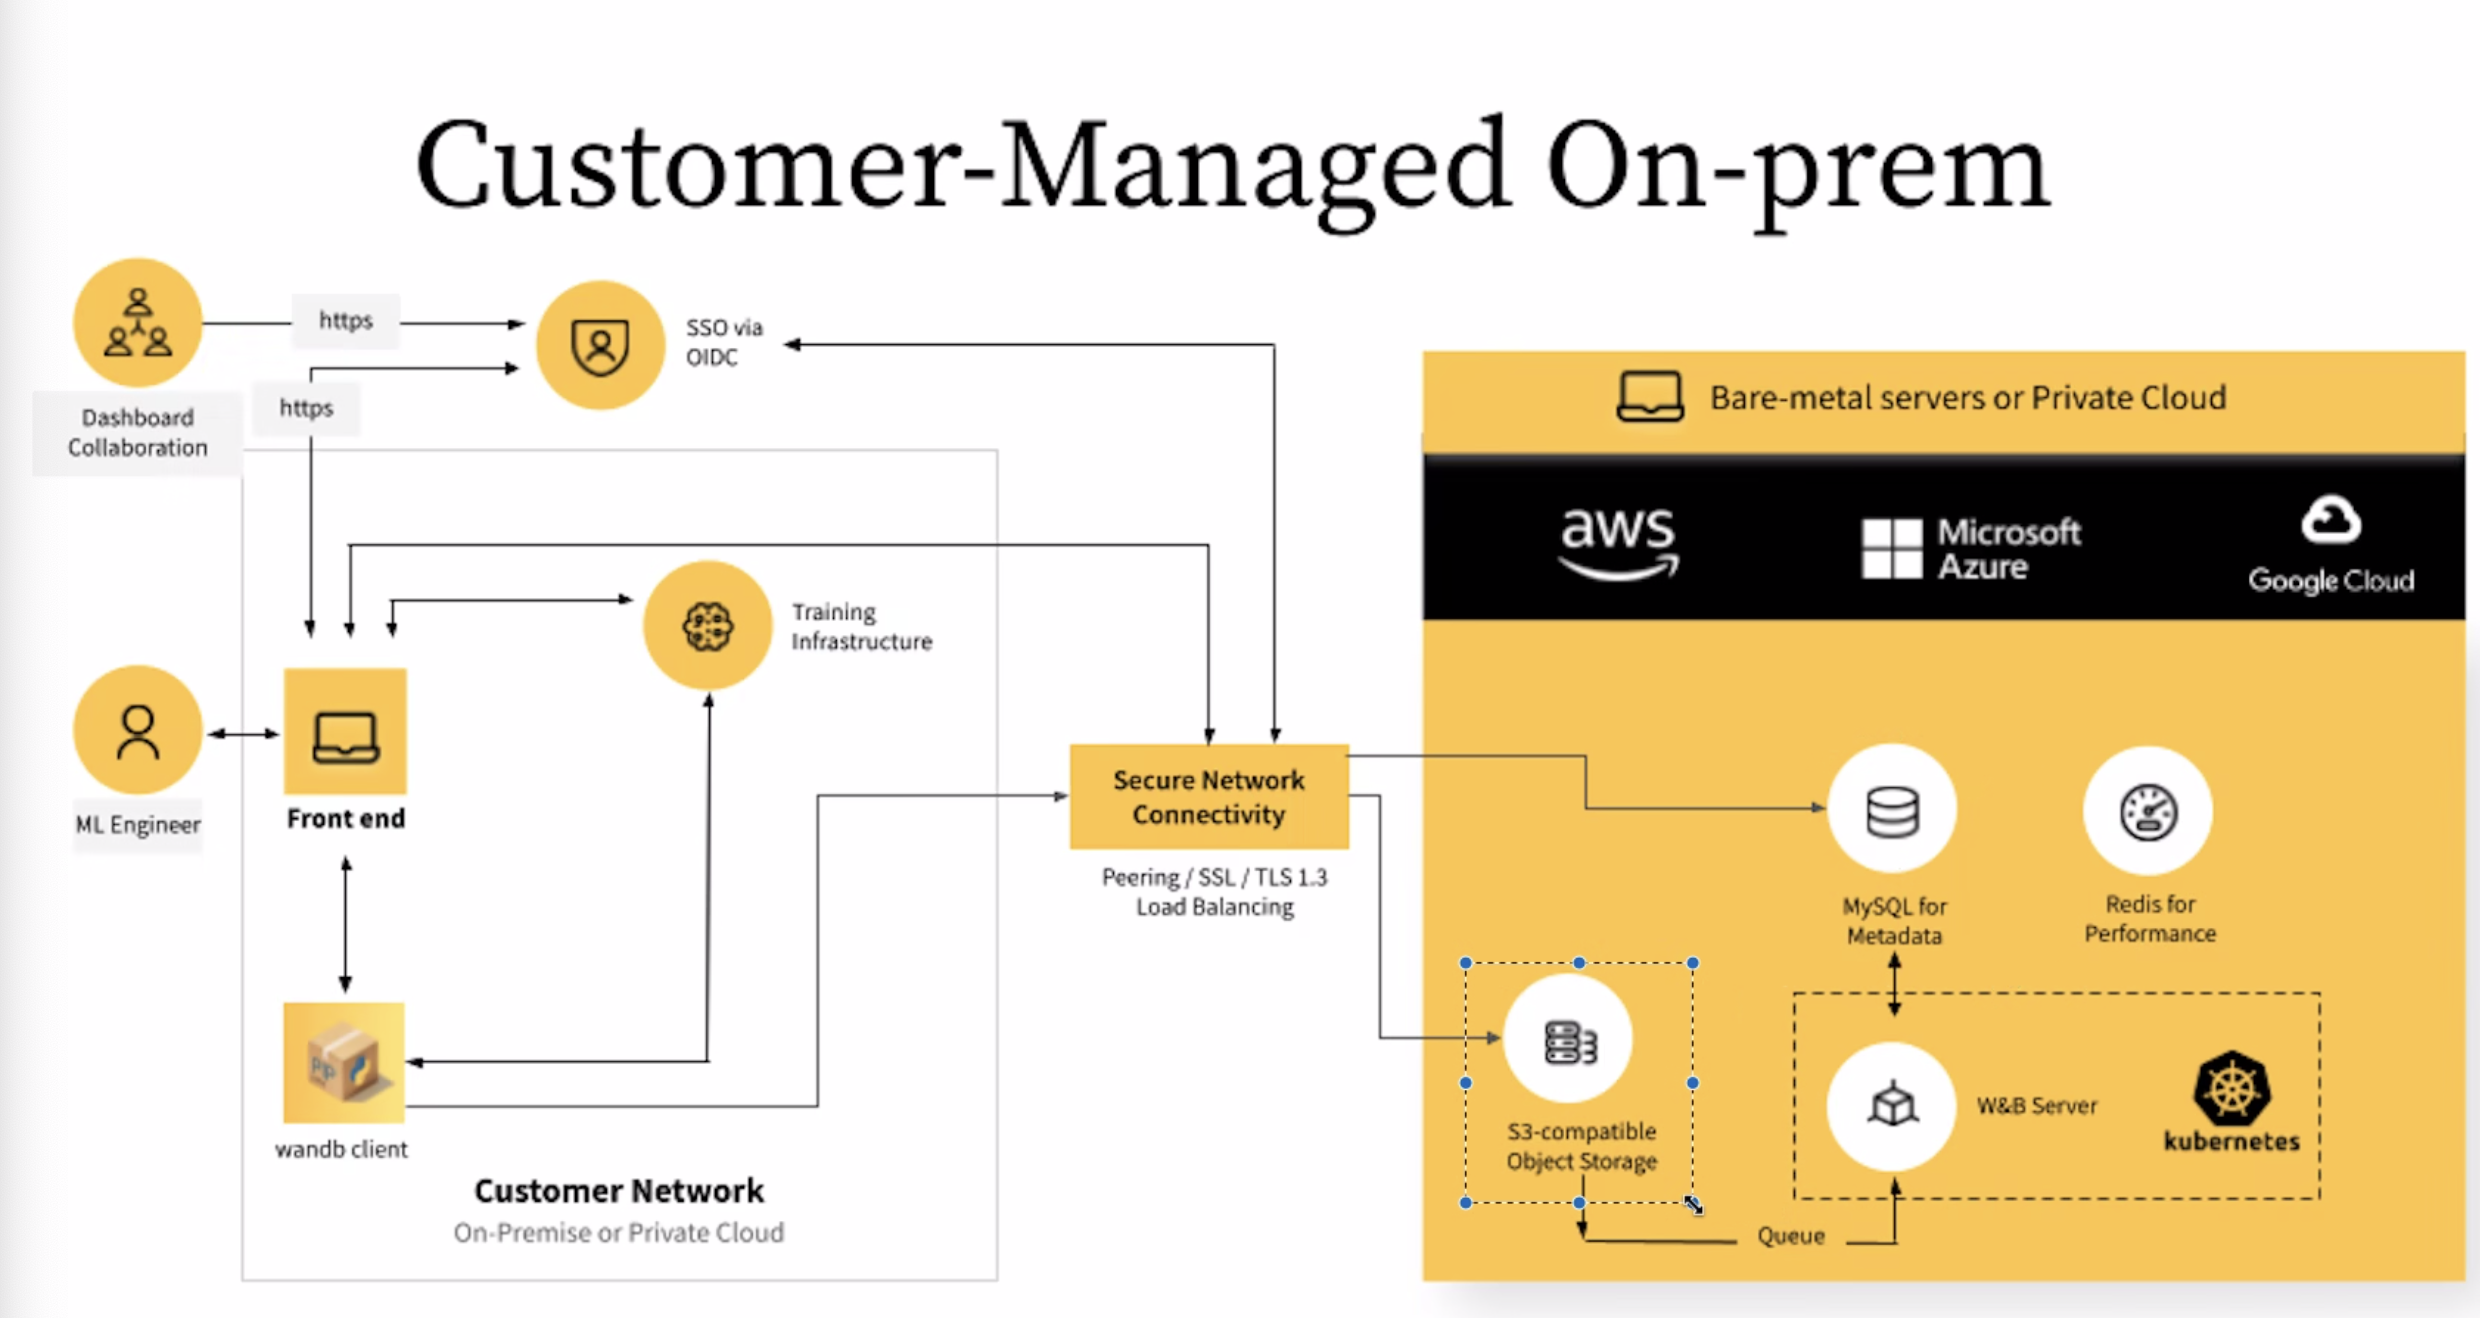 Customer-Managed On-prem
https
SSO via
OIDC
https
Dashboard
Collaboration
Bare-metal servers or Private Cloud
aws
Microsoft
Azure
Google Cloud
Training
Infrastructure
ML Engineer
Front end
Secure Network
Connectivity
Peering / SSL / TLS 1.3
Load Balancing
MySQL for
Metadata
Redis for
Performance
pip
wandb client
S3-compatible
Object Storage
W&B Server
kubernetes
Customer Network
On-Premise or Private Cloud
Queue